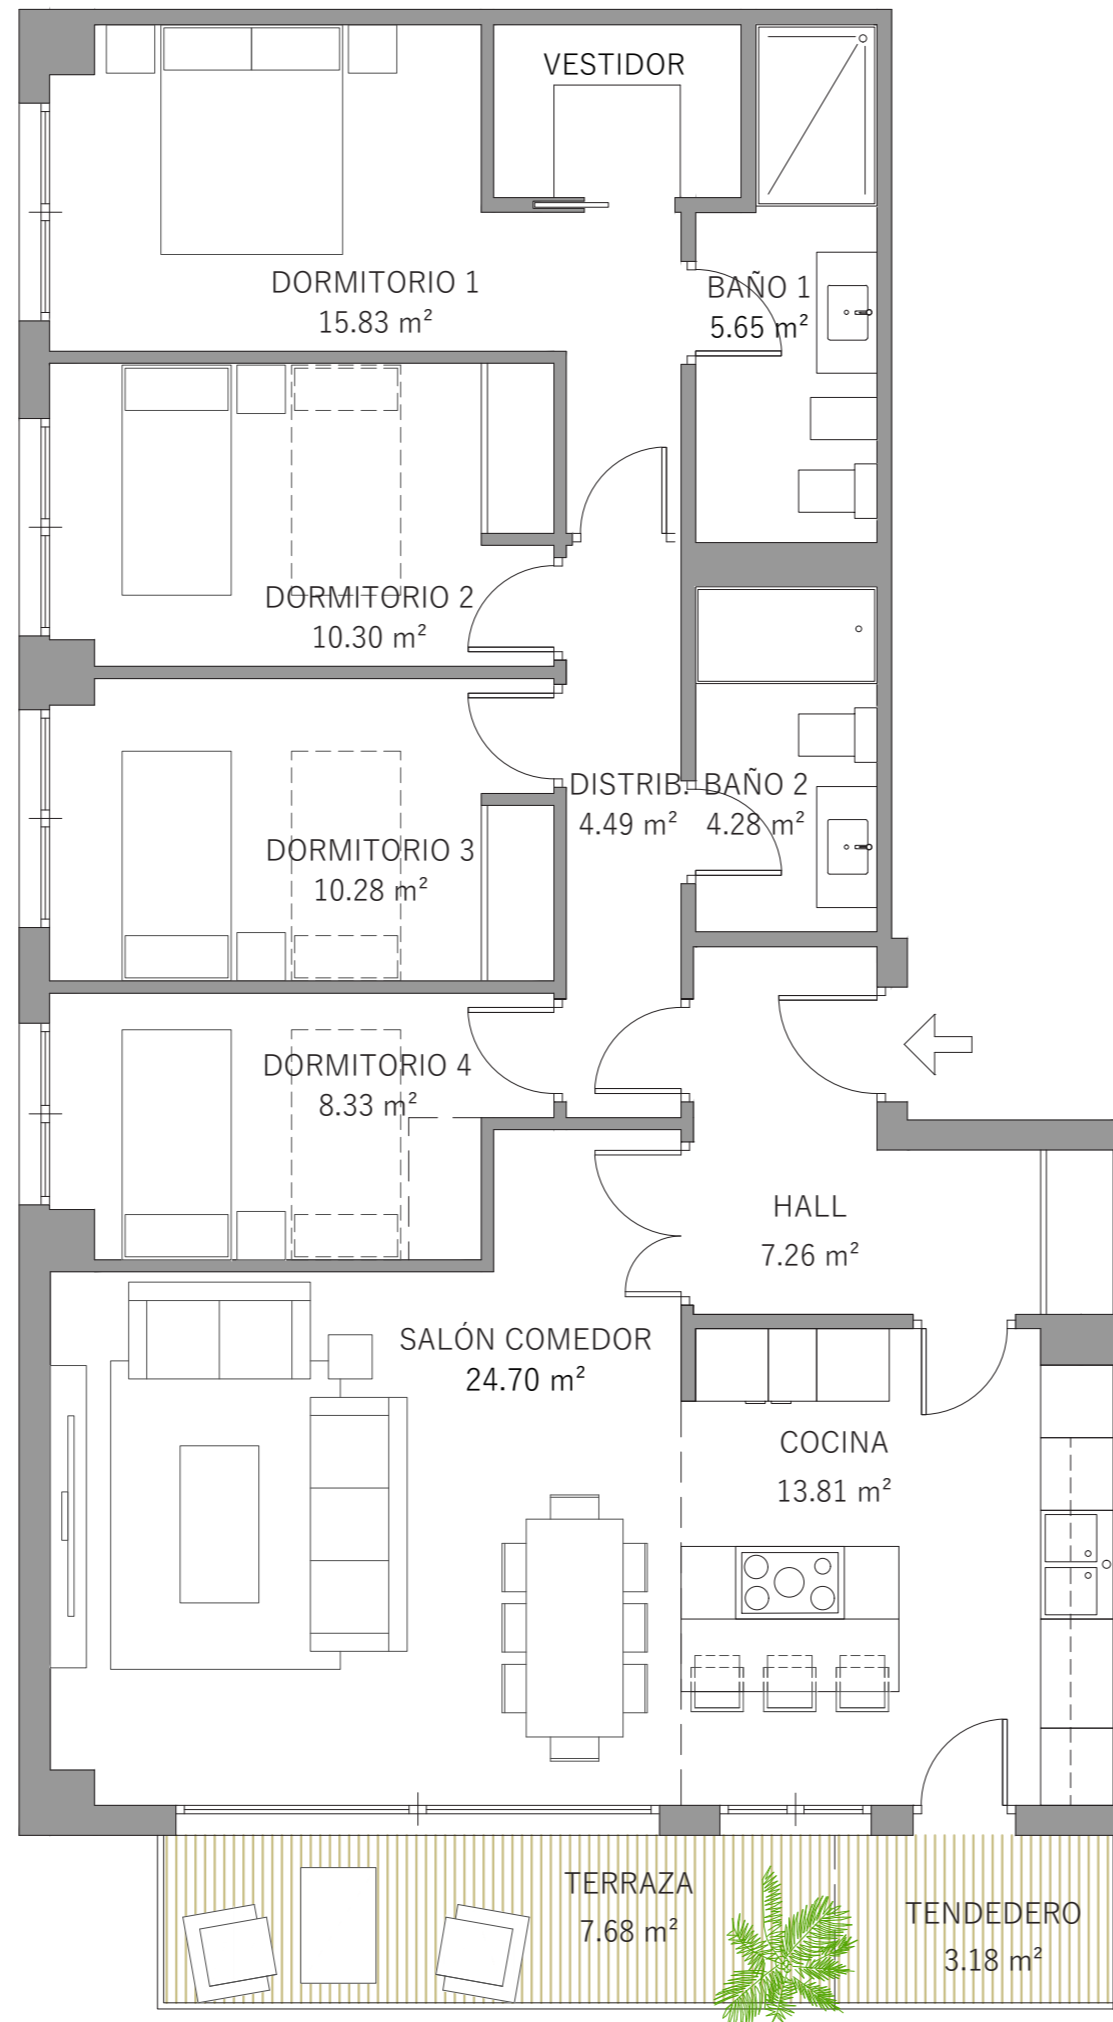 VESTIDOR
DORMITORIO 1
15.83 m²
BAÑO 1
5.65 m²
DORMITORIO 2
10.30 m²
DISTRIB.
4.49 m²
BAÑO 2
4.28 m²
DORMITORIO 3
10.28 m²
DORMITORIO 4
8.33 m²
HALL
7.26 m²
SALÓN COMEDOR
24.70 m²
COCINA
13.81 m²
TERRAZA
7.68 m²
TENDEDERO
3.18 m²